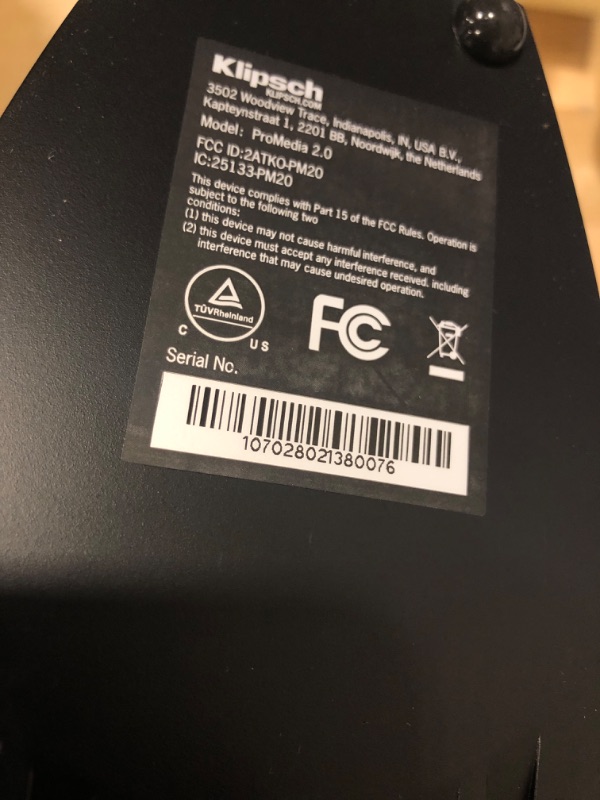 Klipsch
KLIPSCH.COM
3502 Woodview Trace, Indianapolis, IN, USA B.V.,
Kapteynstraat 1, 2201 BB, Noordwijk, the Netherlands
Model: ProMedia 2.0
FCC ID:2ATKO-PM20
IC:25133-PM20
This device complies with Part 15 of the FCC Rules. Operation is
subject to the following two
conditions:
(1) this device may not cause harmful interference, and
(2) this device must accept any interference received. including
interference that may cause undesired operation.
TÜVRheinland
C US
FC
Serial No.
107028021380076